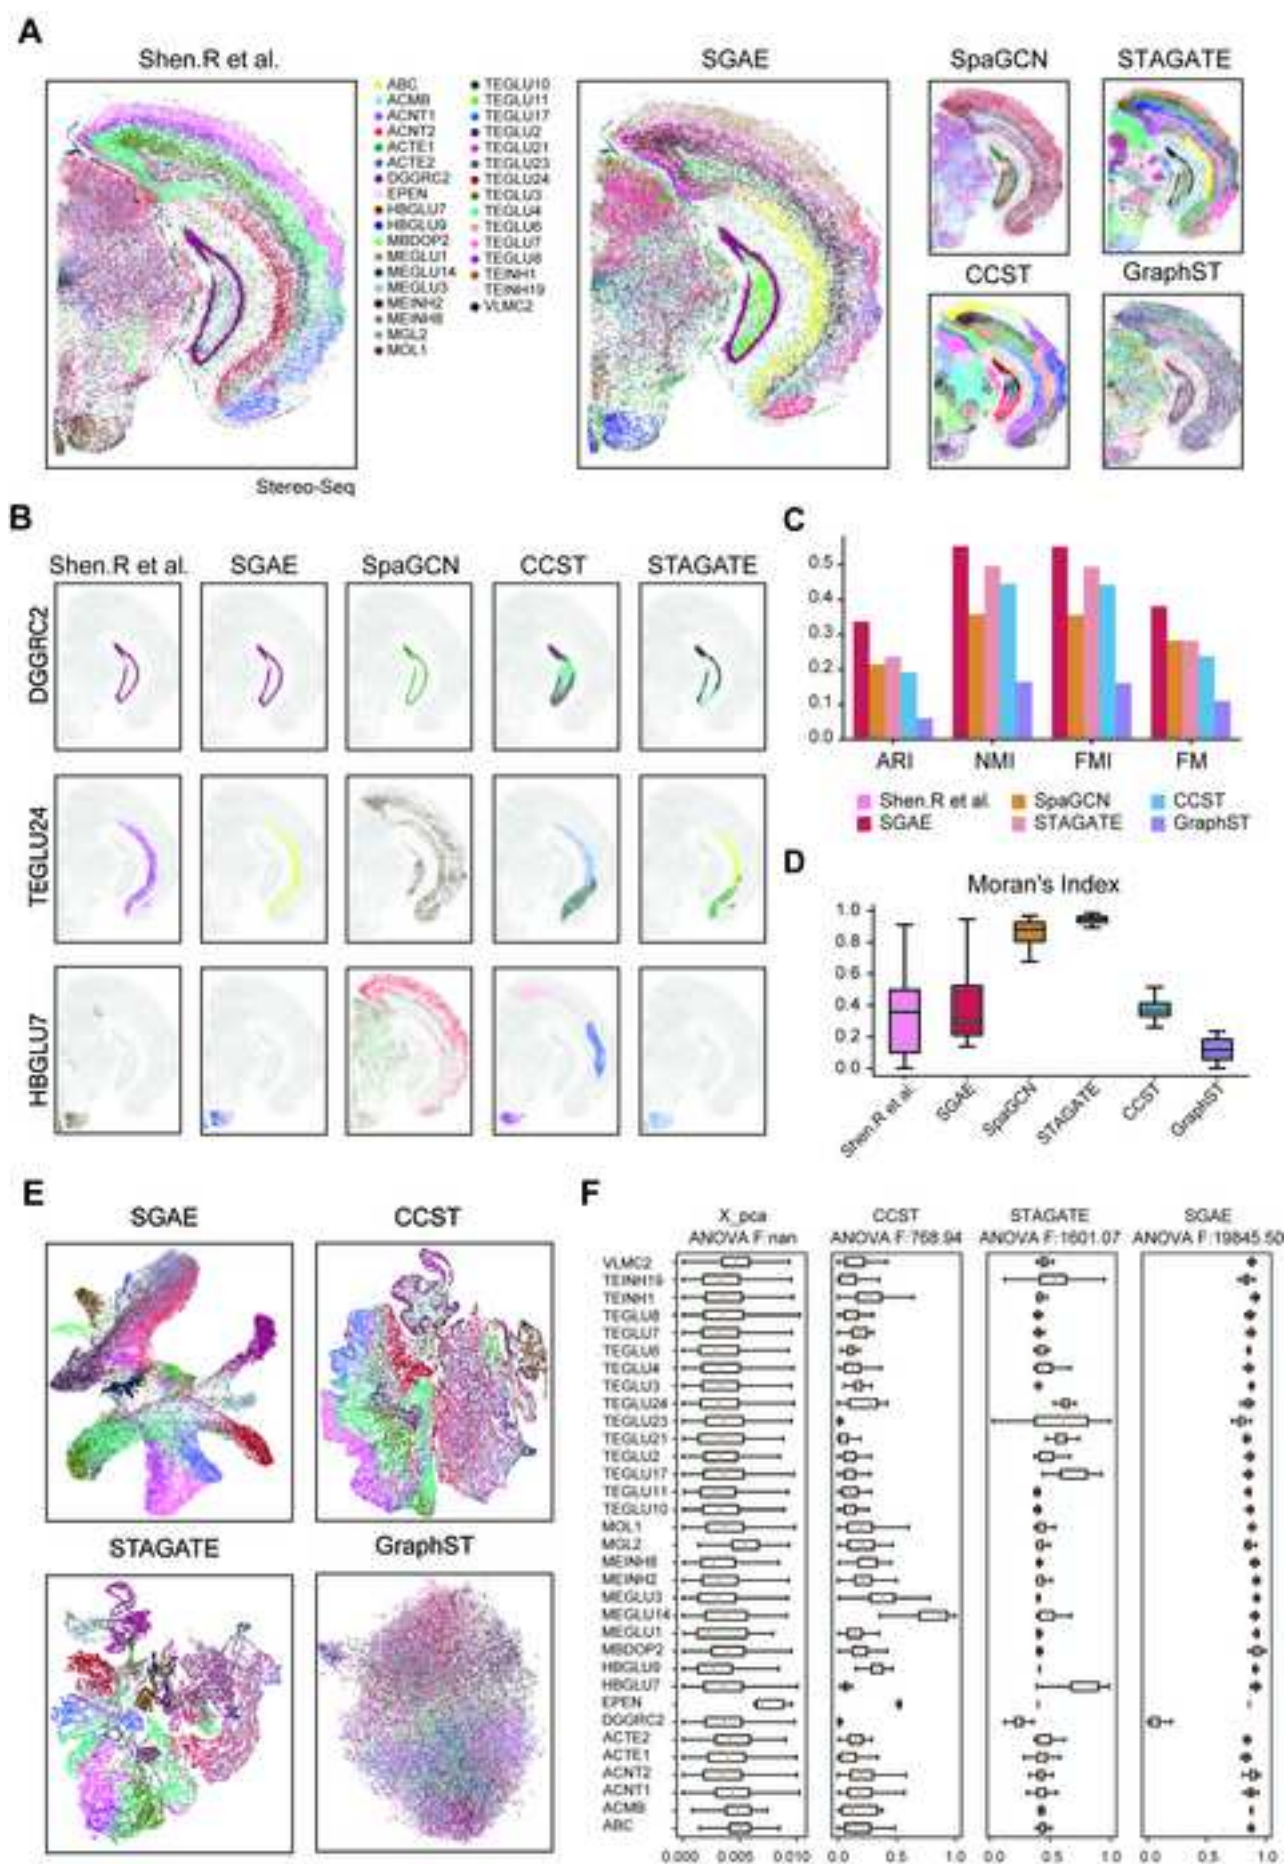 A
Shen.R et al.
SGAE
SpaGCN
STAGATE
CCST
GraphST
ABC
ACMB
ACNT1
ACNT2
ACTE1
ACTE2
DGGRC2
EPEN
HBGLU7
HBGLU9
MBDOP2
MEGLU1
MEGLU14
MEGLU3
MEINH2
MEINH8
MGL2
MOL1
TEGLU10
TEGLU11
TEGLU17
TEGLU2
TEGLU21
TEGLU23
TEGLU24
TEGLU3
TEGLU4
TEGLU6
TEGLU7
TEGLU8
TEINH1
TEINH19
VLMC2
Stereo-Seq
B
Shen.R et al.
SGAE
SpaGCN
CCST
STAGATE
DGGRC2
TEGLU24
HBGLU7
C
0.5
0.4
0.3
0.2
0.1
0.0
ARI
NMI
FMI
FM
Shen.R et al.
SpaGCN
CCST
SGAE
STAGATE
GraphST
D
Moran's Index
1.0
0.8
0.6
0.4
0.2
0.0
Shen.R et al.
SGAE
SpaGCN
STAGATE
CCST
GraphST
E
SGAE
CCST
STAGATE
GraphST
F
X_pca
ANOVA F:nan
CCST
ANOVA F:768.94
STAGATE
ANOVA F:1601.07
SGAE
ANOVA F:19845.50
VLMC2
TEINH19
TEINH1
TEGLU8
TEGLU7
TEGLU6
TEGLU4
TEGLU3
TEGLU24
TEGLU23
TEGLU21
TEGLU2
TEGLU17
TEGLU11
TEGLU10
MOL1
MGL2
MEINH8
MEINH2
MEGLU3
MEGLU14
MEGLU1
MBDOP2
HBGLU9
HBGLU7
EPEN
DGGRC2
ACTE2
ACTE1
ACNT2
ACNT1
ACMB
ABC
0.000 0.005 0.010
0.0 0.5 1.0
0.0 0.5 1.0
0.0 0.5 1.0